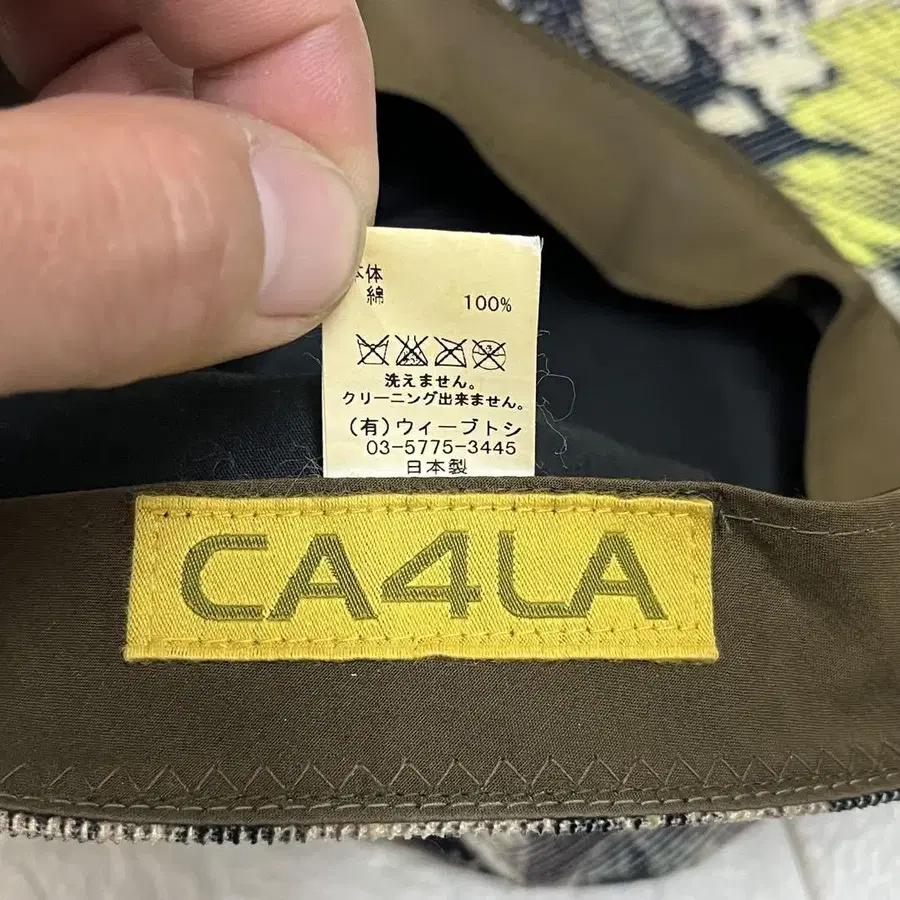 本体
綿 100%
洗えません。
クリーニング出来ません。
(有)ウィーブトシ
03-5775-3445
日本製
CA4LA